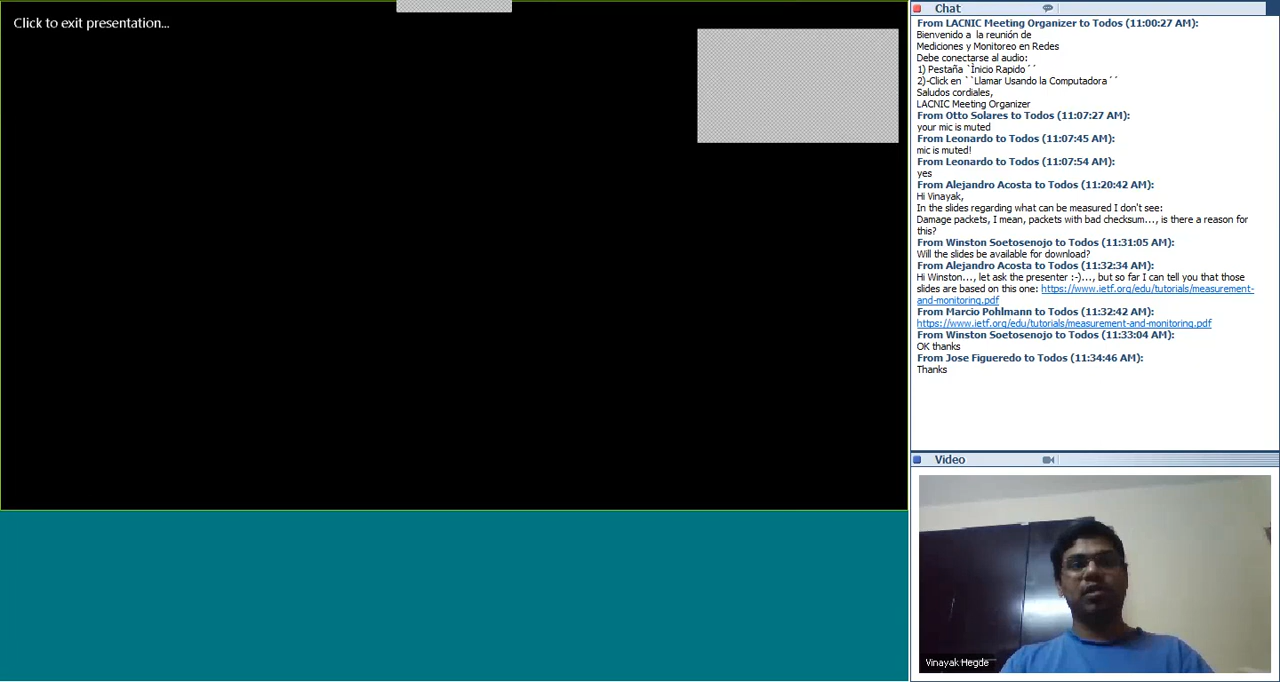 Click to exit presentation...
Chat
From LACNIC Meeting Organizer to Todos (11:00:27 AM):
Bienvenido a  la reunión de
Mediciones y Monitoreo en Redes
Debe conectarse al audio:
1) Pestaña `Ìnicio Rapido´´
2)-Click en ``Llamar Usando la Computadora´´
Saludos cordiales,
LACNIC Meeting Organizer
From Otto Solares to Todos (11:07:27 AM):
your mic is muted
From Leonardo to Todos (11:07:45 AM):
mic is muted!
From Leonardo to Todos (11:07:54 AM):
yes
From Alejandro Acosta to Todos (11:20:42 AM):
Hi Vinayak,
In the slides regarding what can be measured I don't see:
Damage packets, I mean, packets with bad checksum..., is there a reason for
this?
From Winston Soetosenojo to Todos (11:31:05 AM):
Will the slides be available for download?
From Alejandro Acosta to Todos (11:32:34 AM):
Hi Winston..., let ask the presenter :-)..., but so far I can tell you that those
slides are based on this one: https://www.ietf.org/edu/tutorials/measurement-
and-monitoring.pdf
From Marcio Pohlmann to Todos (11:32:42 AM):
https://www.ietf.org/edu/tutorials/measurement-and-monitoring.pdf
From Winston Soetosenojo to Todos (11:33:04 AM):
OK thanks
From Jose Figueredo to Todos (11:34:46 AM):
Thanks
Video
Vinayak Hegde